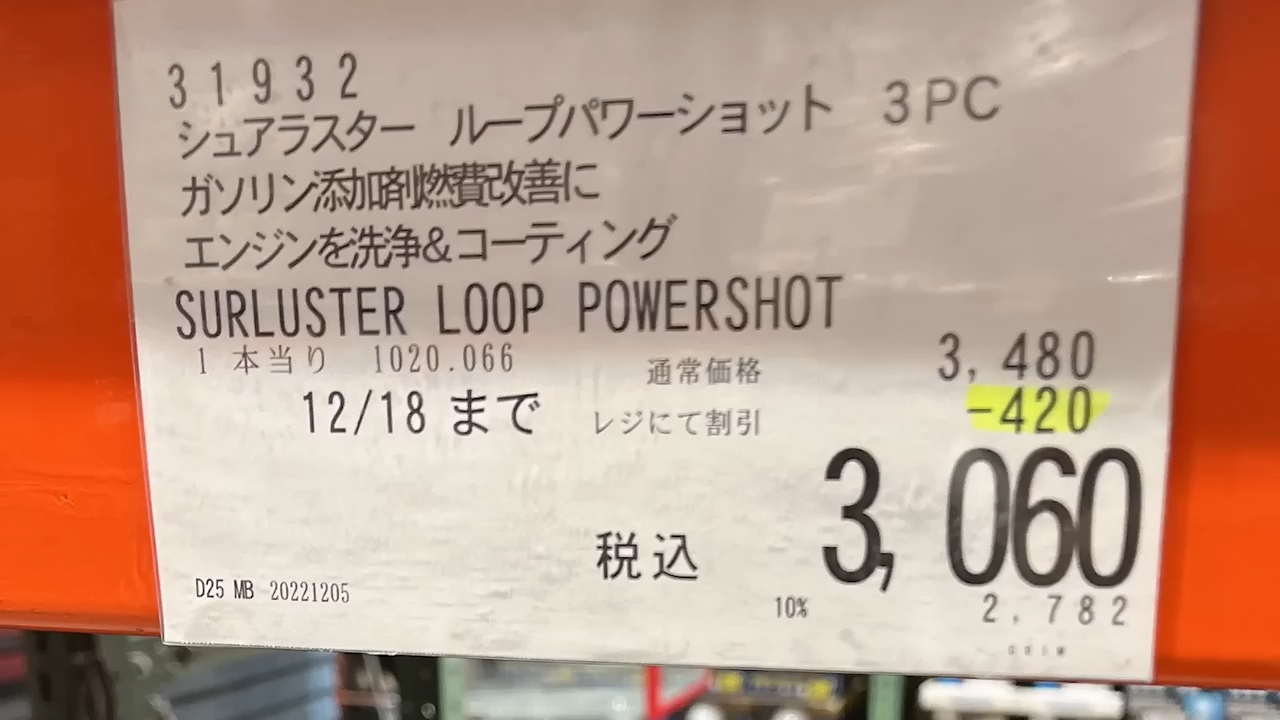 31932
シュアラスター ループパワーショット 3PC
ガソリン添加剤燃費改善に
エンジンを洗浄&コーティング
SURLUSTER LOOP POWERSHOT
1 本当り 1020.066 通常価格 3,480
12/18 まで レジにて割引 -420
税込 3,060
10% 2.782
D25 MB 20221205